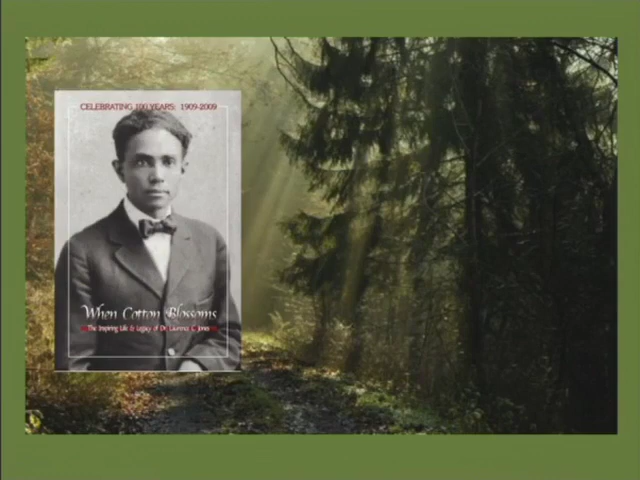 CELEBRATING 100 YEARS: 1909-2009
When Cotton Blossoms
The Inspiring Life & Legacy of Dr. Laurence C. Jones